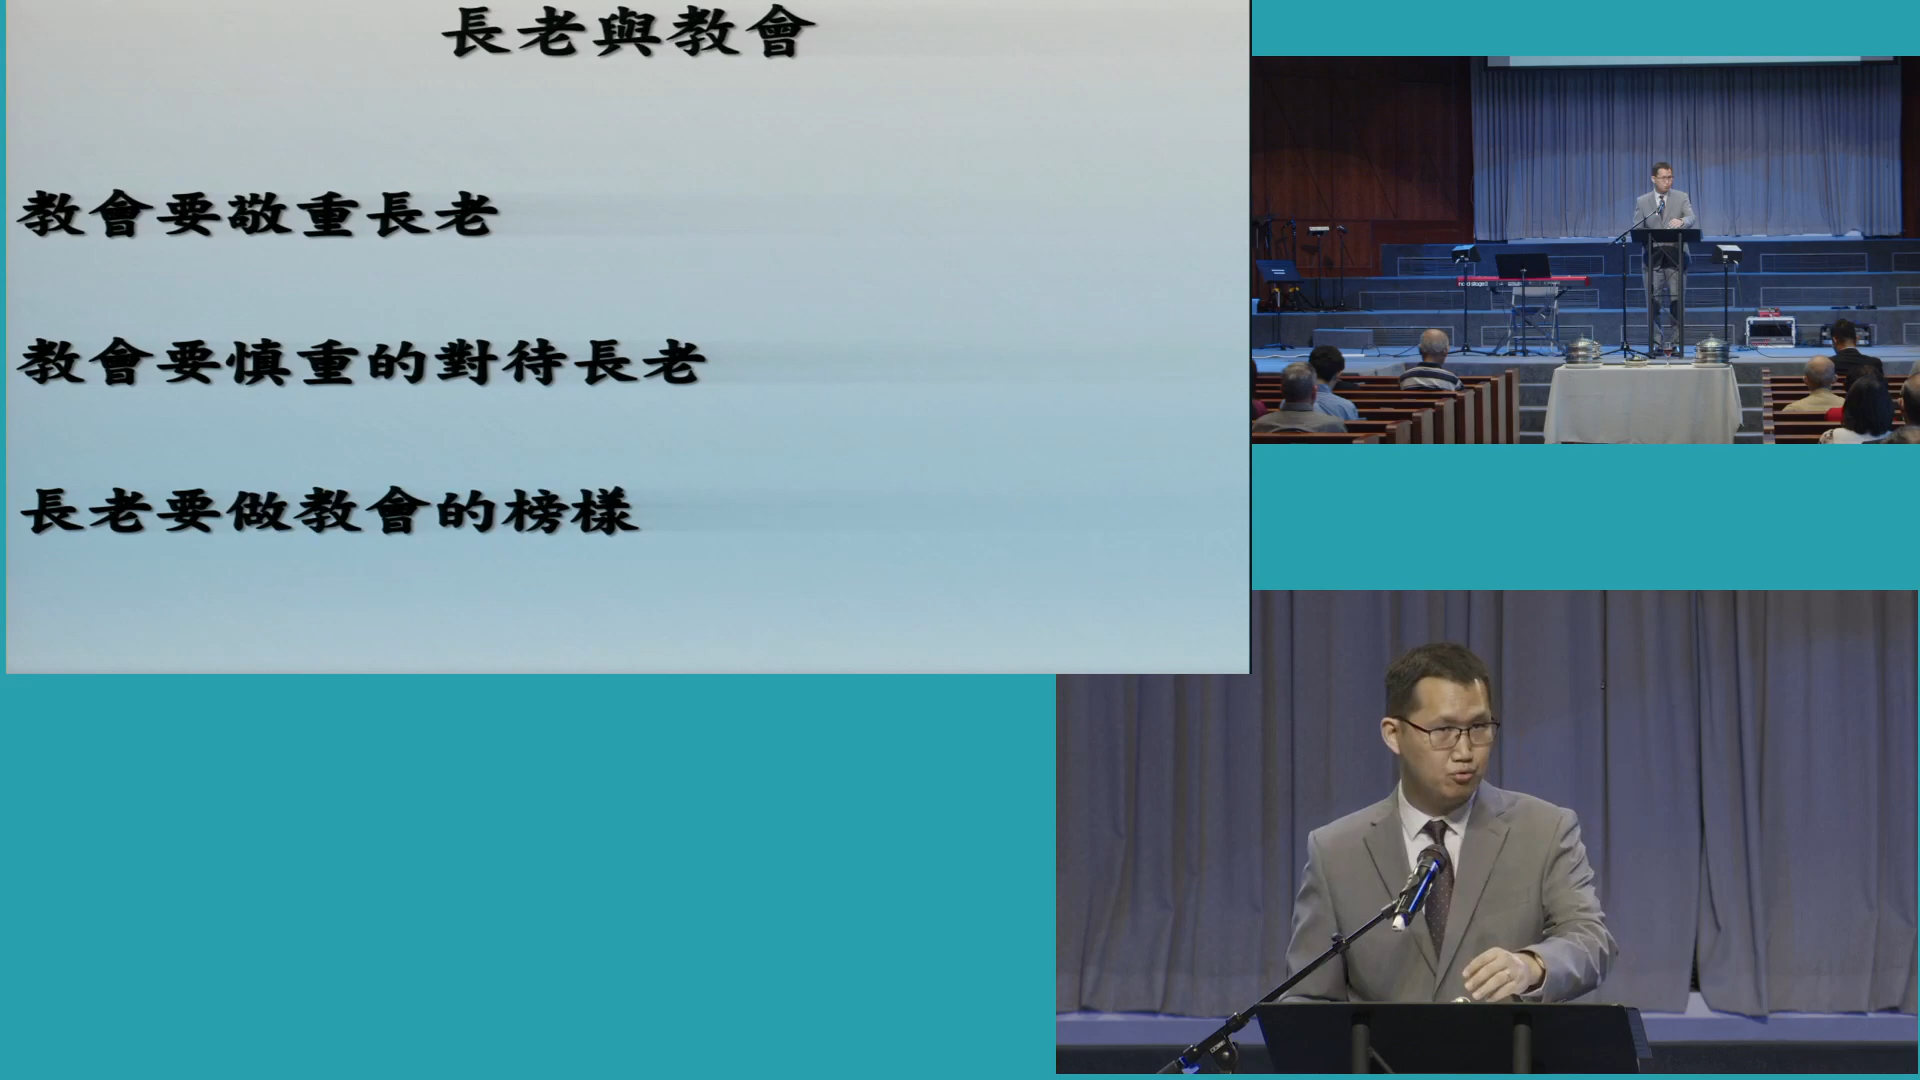 長老與教會
教會要敬重長老
教會要慎重的對待長老
長老要做教會的榜樣